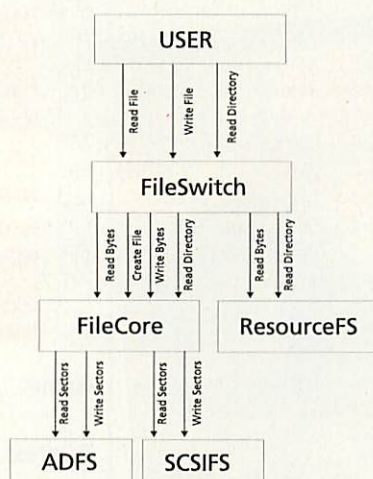 USER
Read File
Write File
Read Directory
FileSwitch
Read Bytes
Create File
Write Bytes
Read Directory
Read Bytes
Read Directory
FileCore
ResourceFS
Read Sectors
Write Sectors
Read Sectors
Write Sectors
ADFS
SCSIFS